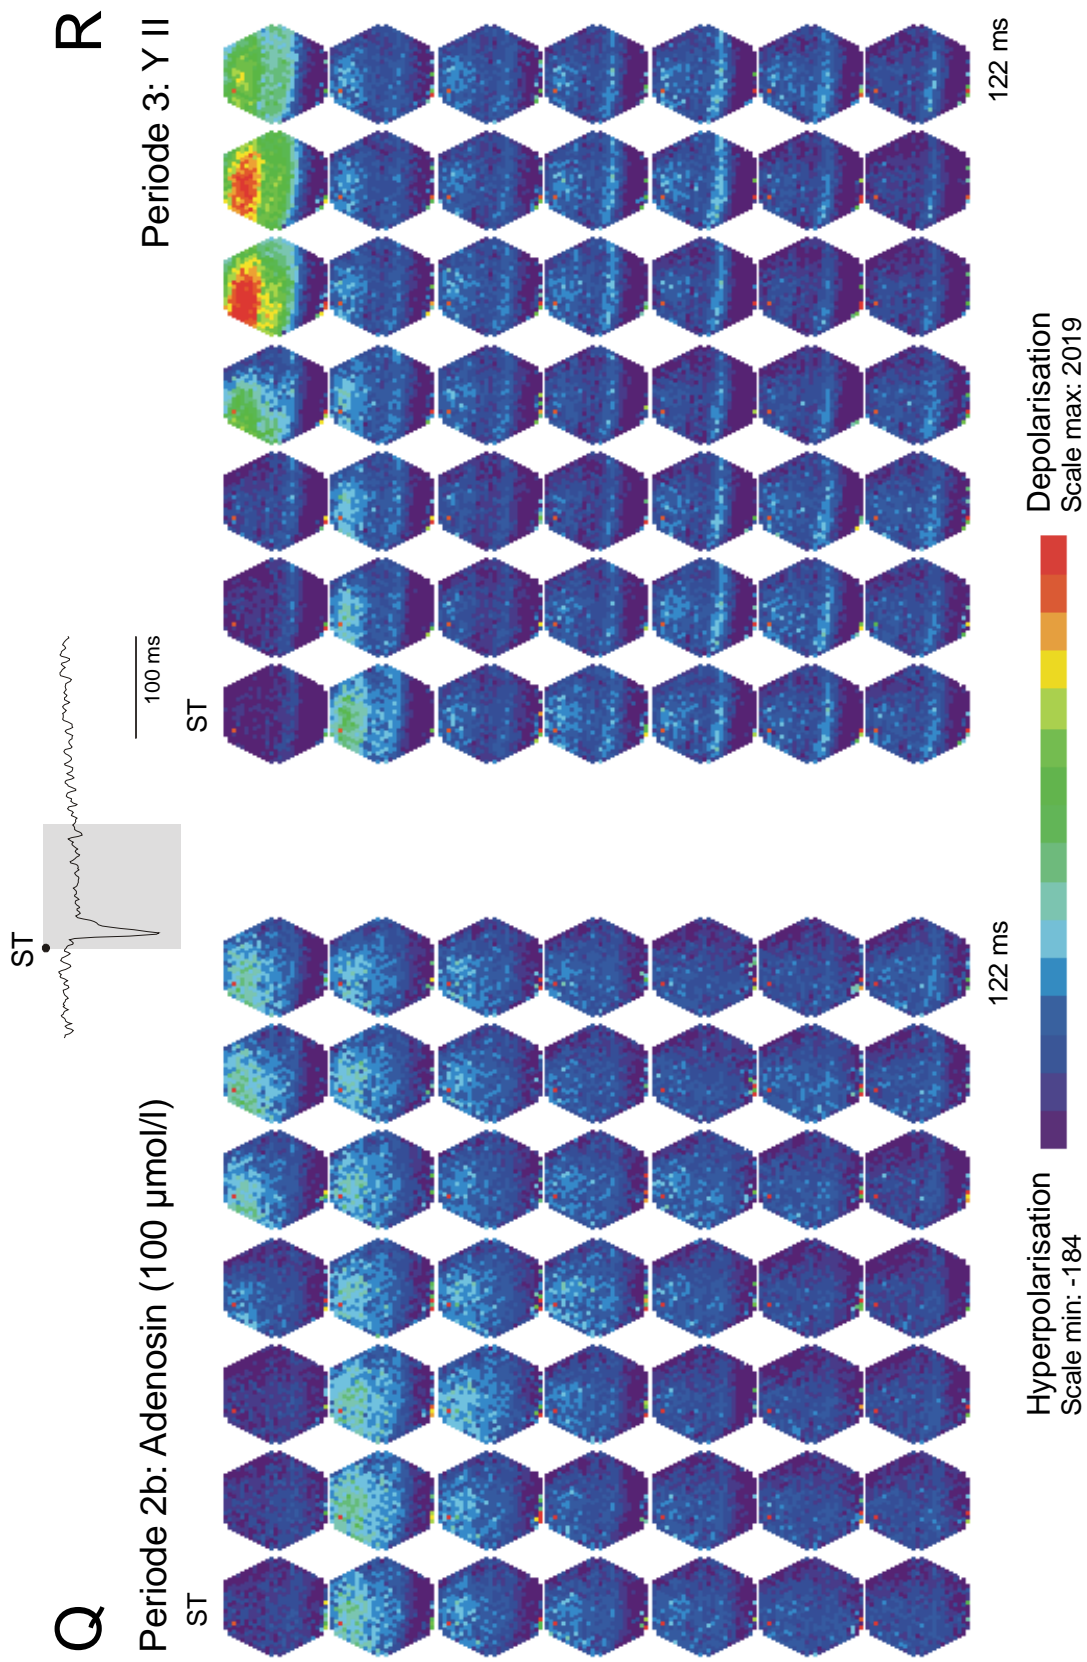 Q
Periode 2b: Adenosin (100 µmol/l)
ST
122 ms
ST
100 ms
R
Periode 3: Y II
ST
122 ms
Hyperpolarisation
Scale min: -184
Depolarisation
Scale max: 2019